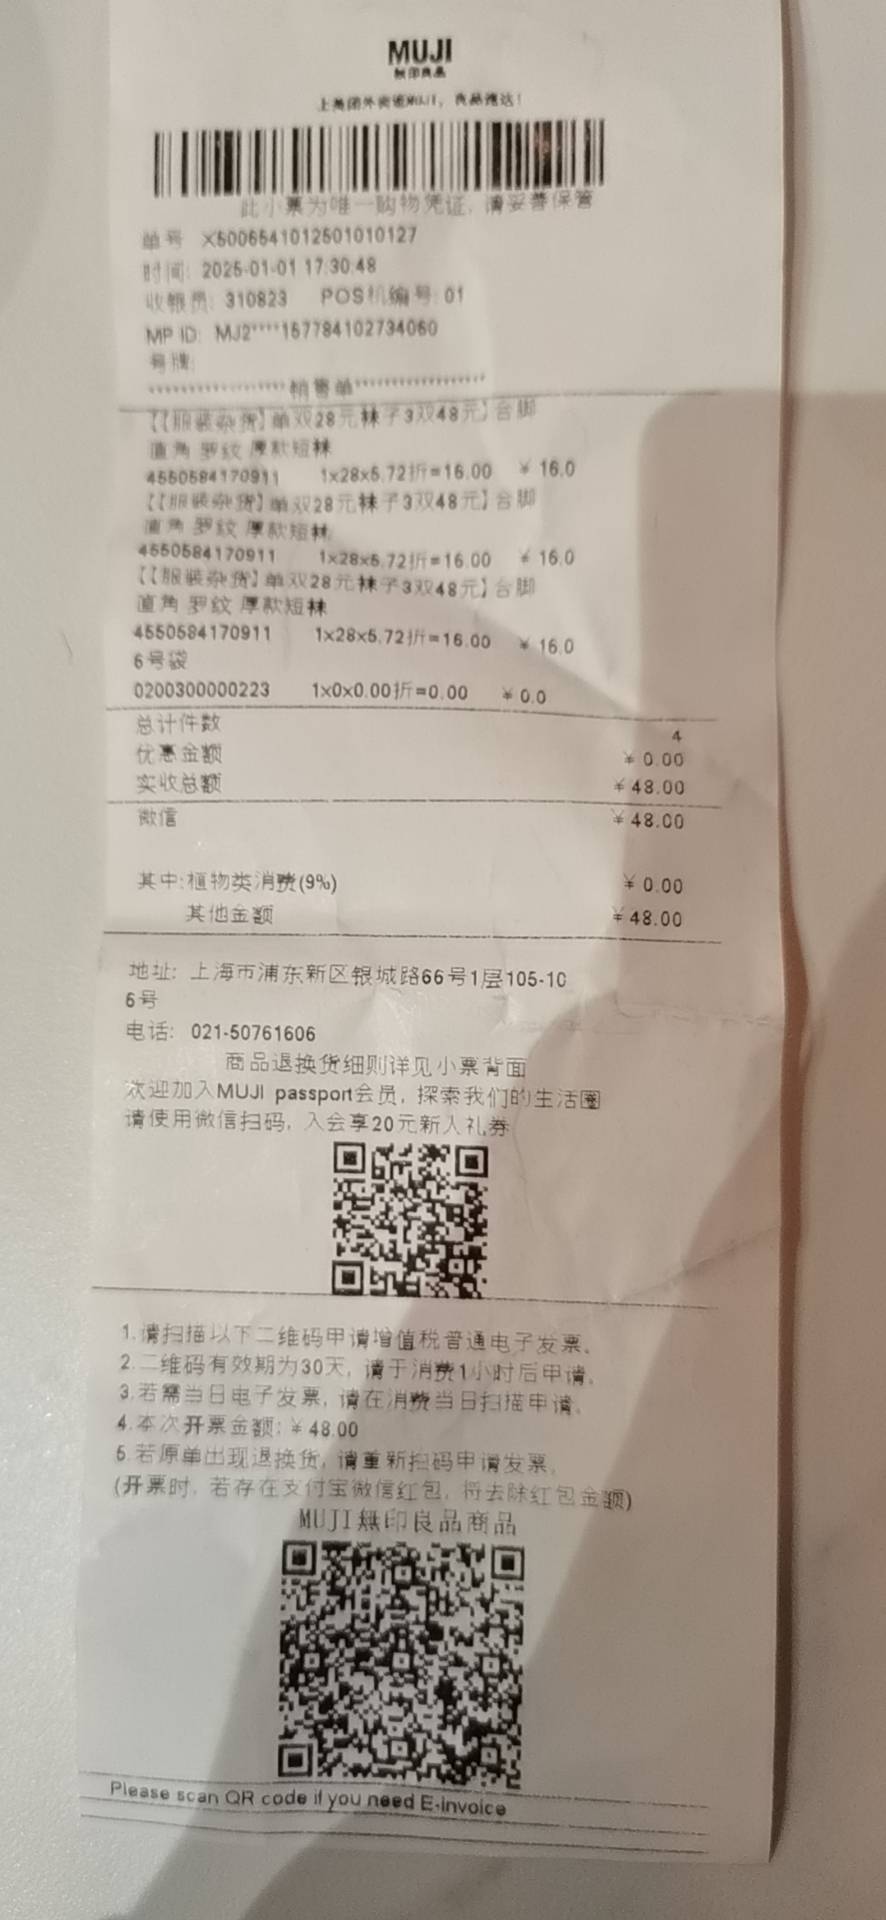 MUJI
無印良品
上美团外卖逛MUJI，良品速达！
此小票为唯一购物凭证，请妥善保管
单号 X5006541012501010127
时间: 2025-01-01 17:30:48
收银员: 310823 POS机编号: 01
MP ID: MJ2****157784102734060
号牌:
销售单
【【服装杂货】单双28元袜子3双48元】合脚
直角 罗纹 厚款短袜
4550584170911 1×28×5.72折=16.00 ¥ 16.0
【【服装杂货】单双28元袜子3双48元】合脚
直角 罗纹 厚款短袜
4550584170911 1×28×5.72折=16.00 ¥ 16.0
【【服装杂货】单双28元袜子3双48元】合脚
直角 罗纹 厚款短袜
4550584170911 1×28×5.72折=16.00 ¥ 16.0
6号袋
0200300000223 1×0×0.00折=0.00 ¥ 0.0
总计件数 4
优惠金额 ¥ 0.00
实收总额 ¥ 48.00
微信 ¥ 48.00
其中:植物类消费(9%) ¥ 0.00
其他金额 ¥ 48.00
地址: 上海市浦东新区银城路66号1层105-10
6号
电话: 021-50761606
商品退换货细则详见小票背面
欢迎加入MUJI passport会员，探索我们的生活圈
请使用微信扫码，入会享20元新人礼券
1.请扫描以下二维码申请增值税普通电子发票。
2.二维码有效期为30天，请于消费1小时后申请。
3.若需当日电子发票，请在消费当日扫描申请。
4.本次开票金额: ¥ 48.00
5.若原单出现退换货，请重新扫码申请发票。
(开票时，若存在支付宝微信红包，将去除红包金额)
MUJI無印良品商品
Please scan QR code if you need E-invoice